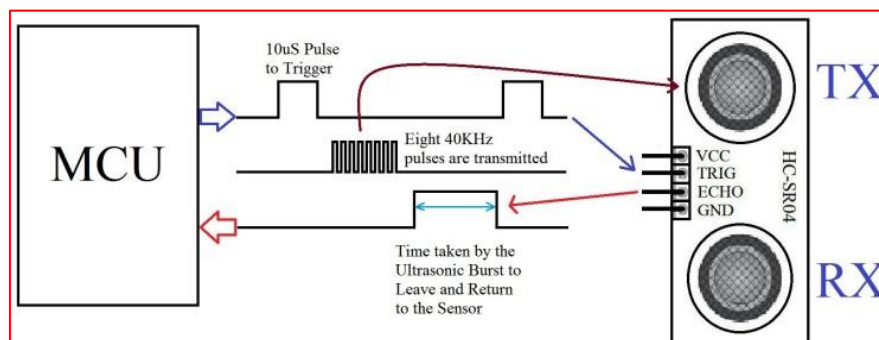 MCU
10uS Pulse
to Trigger
Eight 40KHz
pulses are transmitted
Time taken by the
Ultrasonic Burst to
Leave and Return
to the Sensor
VCC
TRIG
ECHO
GND
HC-SR04
TX
RX